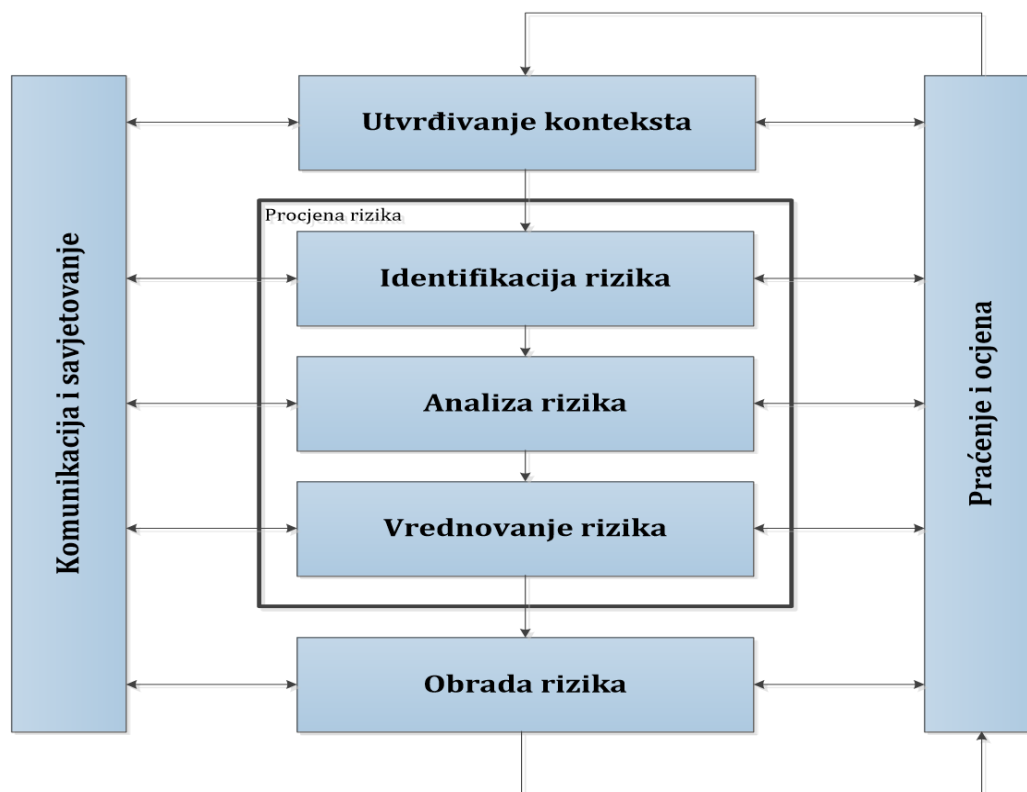 Utvrđivanje konteksta
Procjena rizika
Identifikacija rizika
Analiza rizika
Vrednovanje rizika
Obrada rizika
Komunikacija i savjetovanje
Praćenje i ocjena